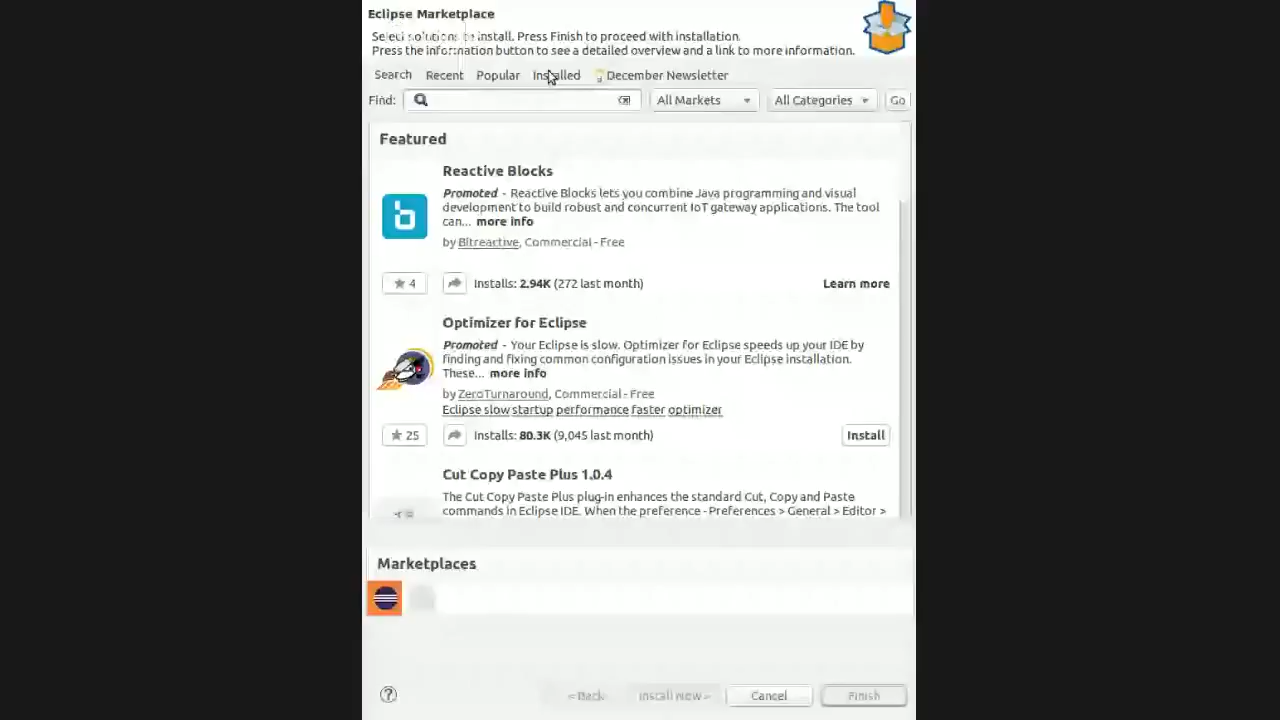 Eclipse Marketplace
Select solutions to install. Press Finish to proceed with installation.
Press the information button to see a detailed overview and a link to more information.
Search Recent Popular Installed December Newsletter
Find: All Markets All Categories Go
Featured
Reactive Blocks
Promoted - Reactive Blocks lets you combine Java programming and visual
development to build robust and concurrent IoT gateway applications. The tool
can... more info
by Bitreactive, Commercial - Free
4 Installs: 2.94K (272 last month) Learn more
Optimizer for Eclipse
Promoted - Your Eclipse is slow. Optimizer for Eclipse speeds up your IDE by
finding and fixing common configuration issues in your Eclipse installation.
These... more info
by ZeroTurnaround, Commercial - Free
Eclipse slow startup performance faster optimizer
25 Installs: 80.3K (9,045 last month) Install
Cut Copy Paste Plus 1.0.4
The Cut Copy Paste Plus plug-in enhances the standard Cut, Copy and Paste
commands in Eclipse IDE. When the preference - Preferences > General > Editor >
Marketplaces
? < Back Install Now > Cancel Finish